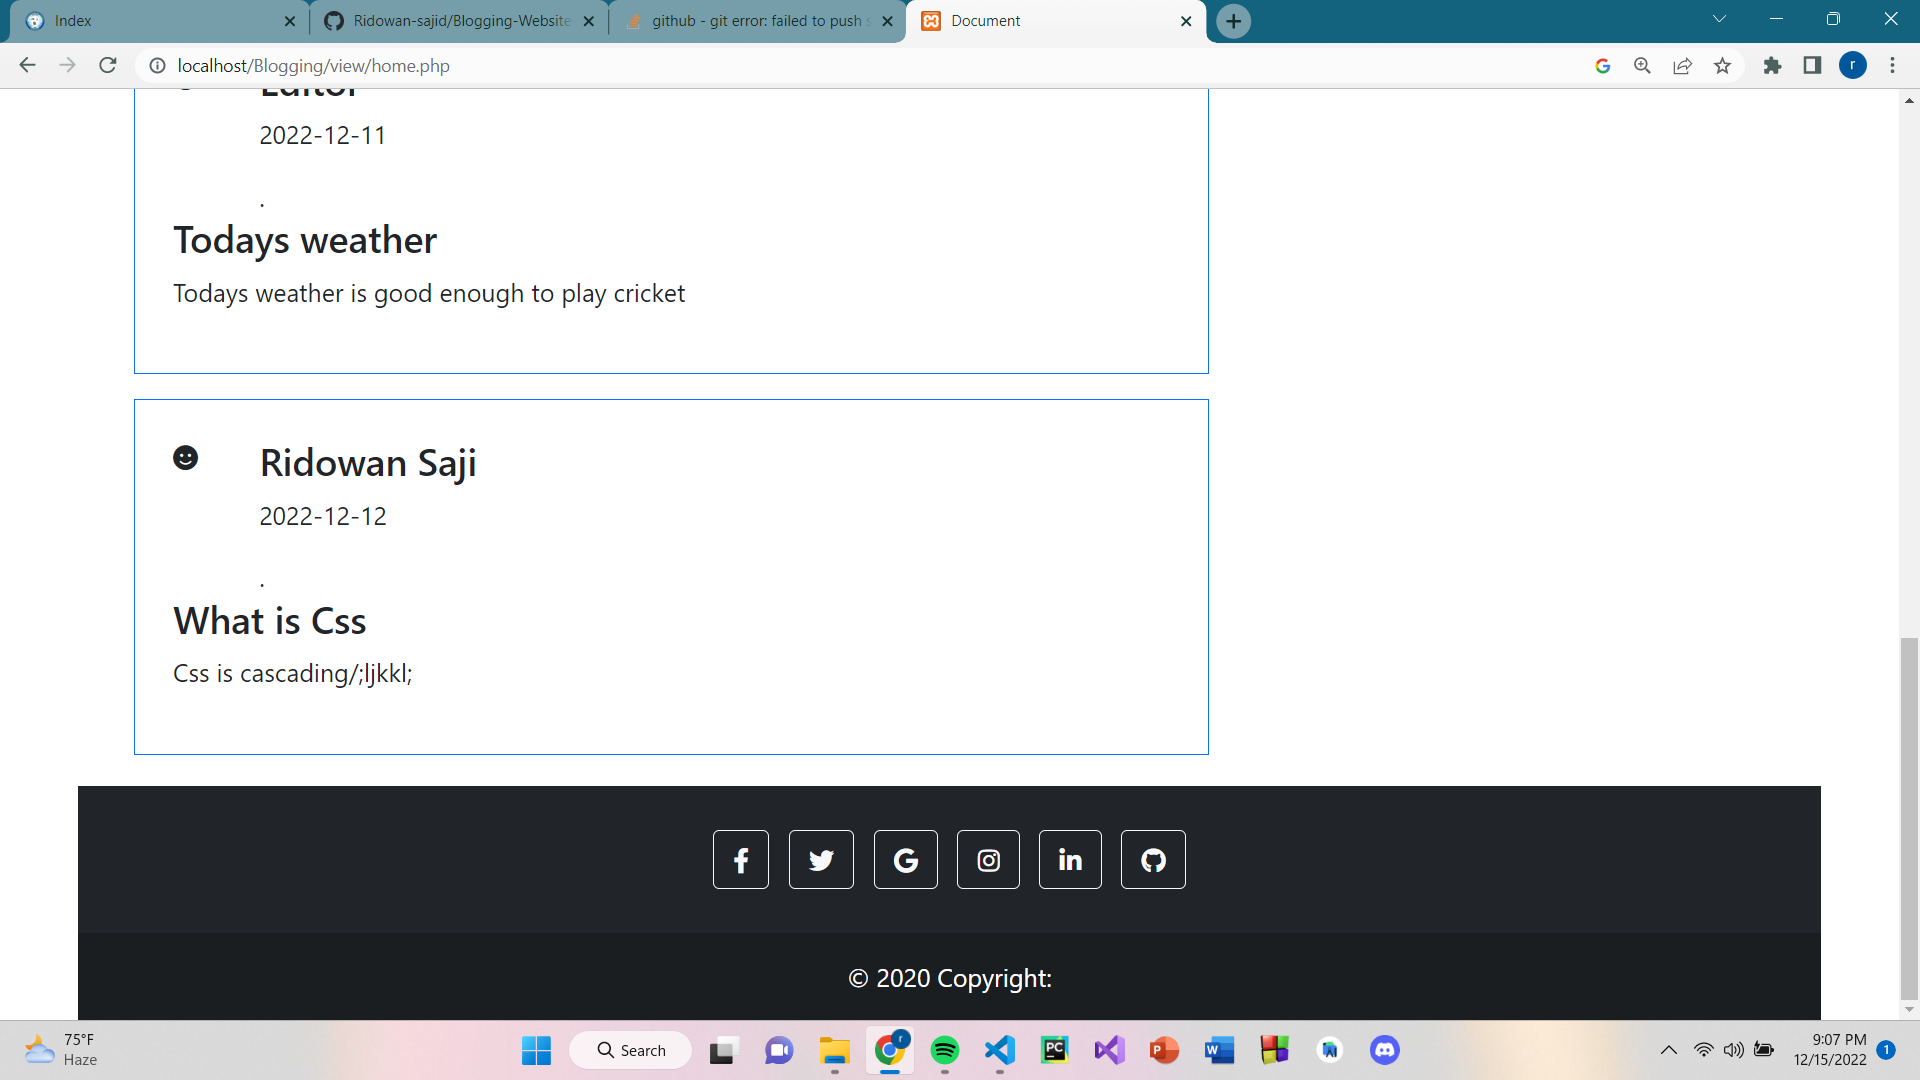 Index
Ridowan-sajid/Blogging-Website
github - git error: failed to push s
Document
localhost/Blogging/view/home.php
r
Editor
2022-12-11
.
Todays weather
Todays weather is good enough to play cricket
Ridowan Saji
2022-12-12
.
What is Css
Css is cascading/;ljkkl;
© 2020 Copyright:
75°F
Haze
Search
9:07 PM
12/15/2022
1